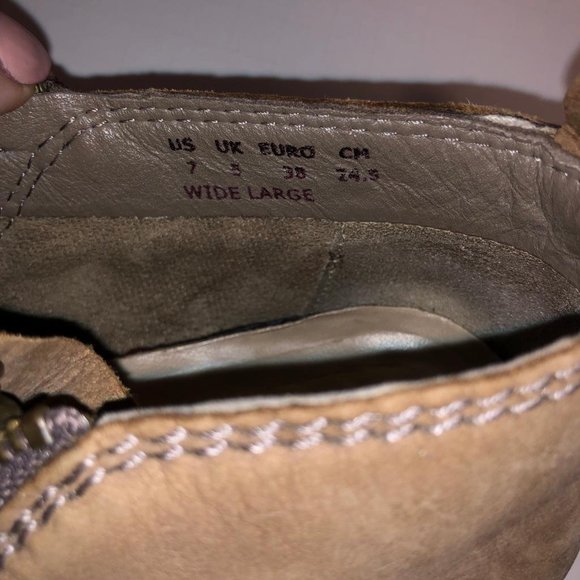 US UK EURO CM
7 5 38 24.5
WIDE LARGE